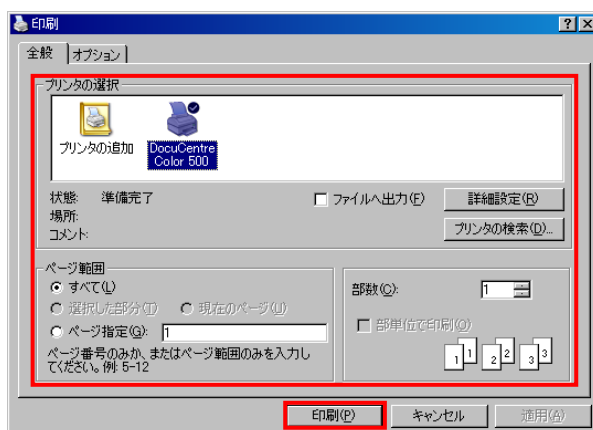 印刷
全般 オプション
プリンタの選択
プリンタの追加 DocuCentre Color 500
状態: 準備完了
場所:
コメント:
ファイルへ出力(F) 詳細設定(R)
プリンタの検索(D)...
ページ範囲
すべて(L)
選択した部分(T) 現在のページ(U)
ページ指定(G): 1
ページ番号のみか、またはページ範囲のみを入力し
てください。例: 5-12
部数(C): 1
部単位で印刷(O)
1 1 2 2 3 3
印刷(P) キャンセル 適用(A)